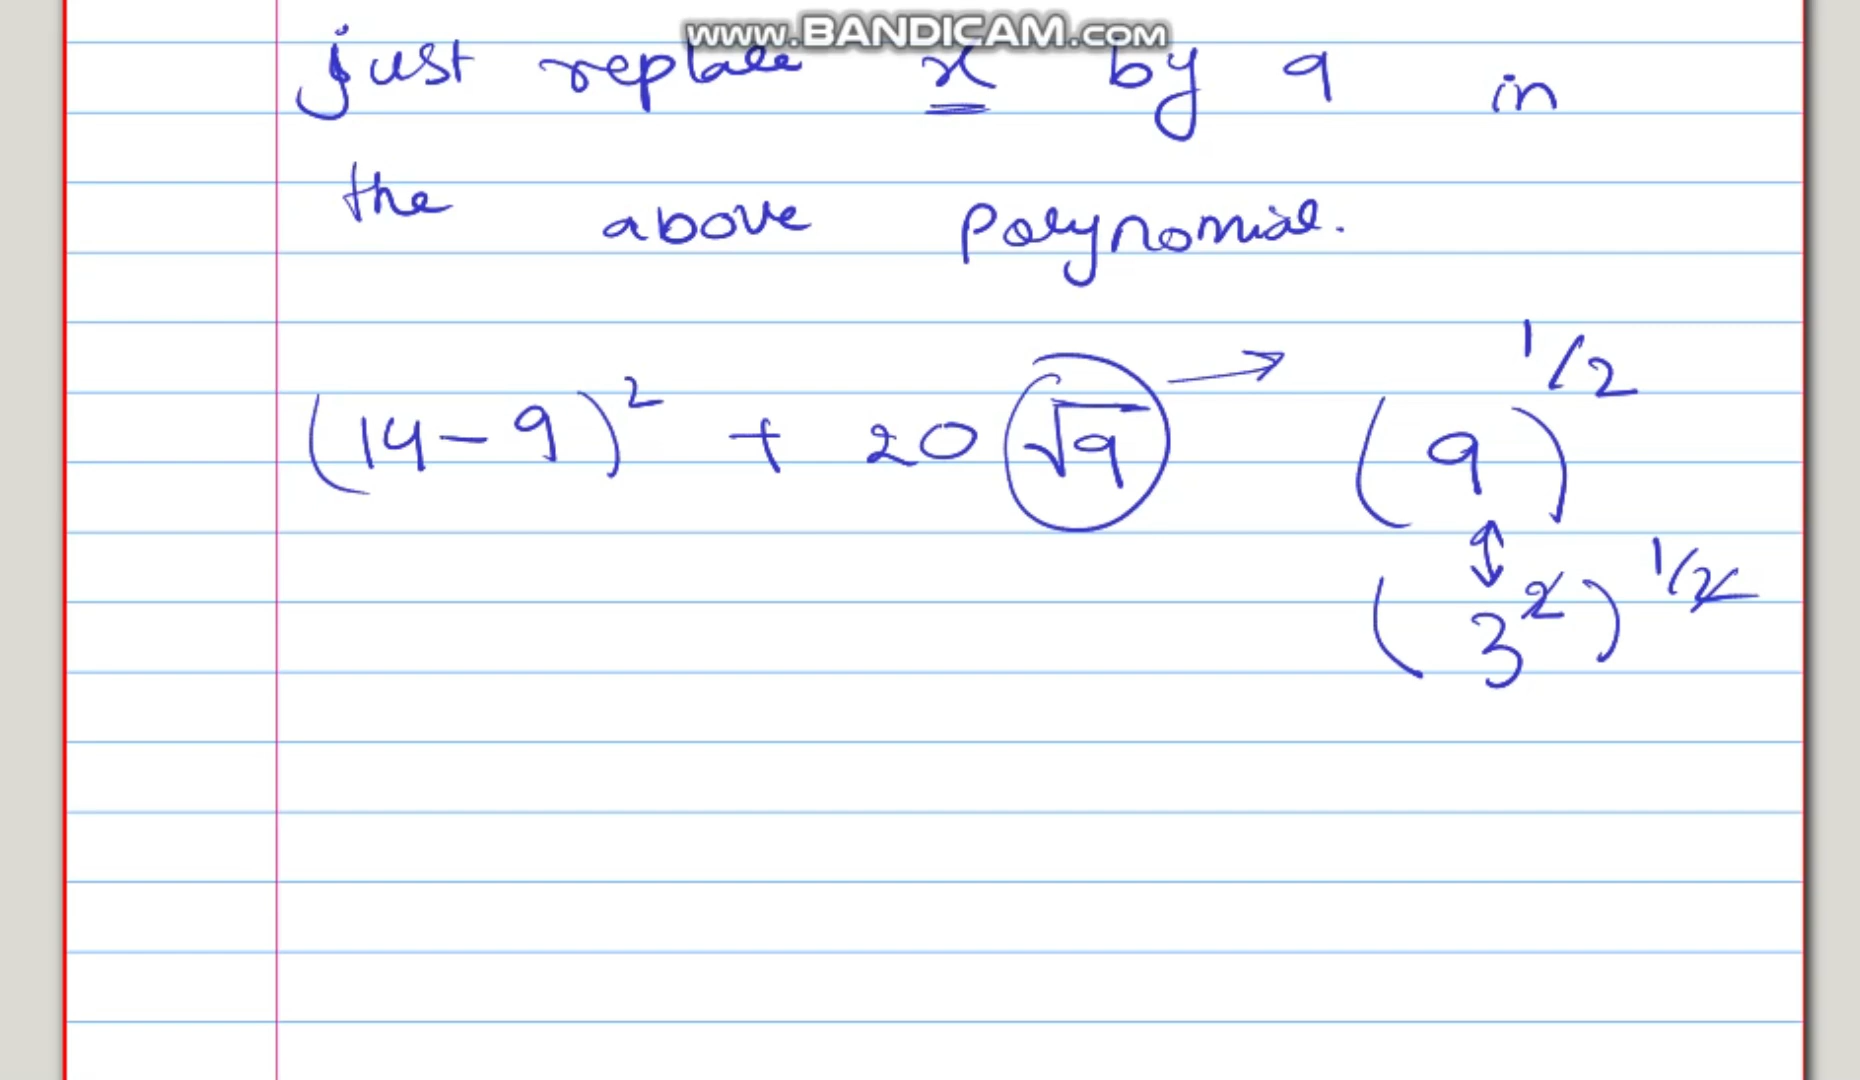 www.BANDICAM.com
just replace x by 9 in
the above polynomial.
(14-9)² + 20 √9 → (9)^1/2
(3²)^1/2